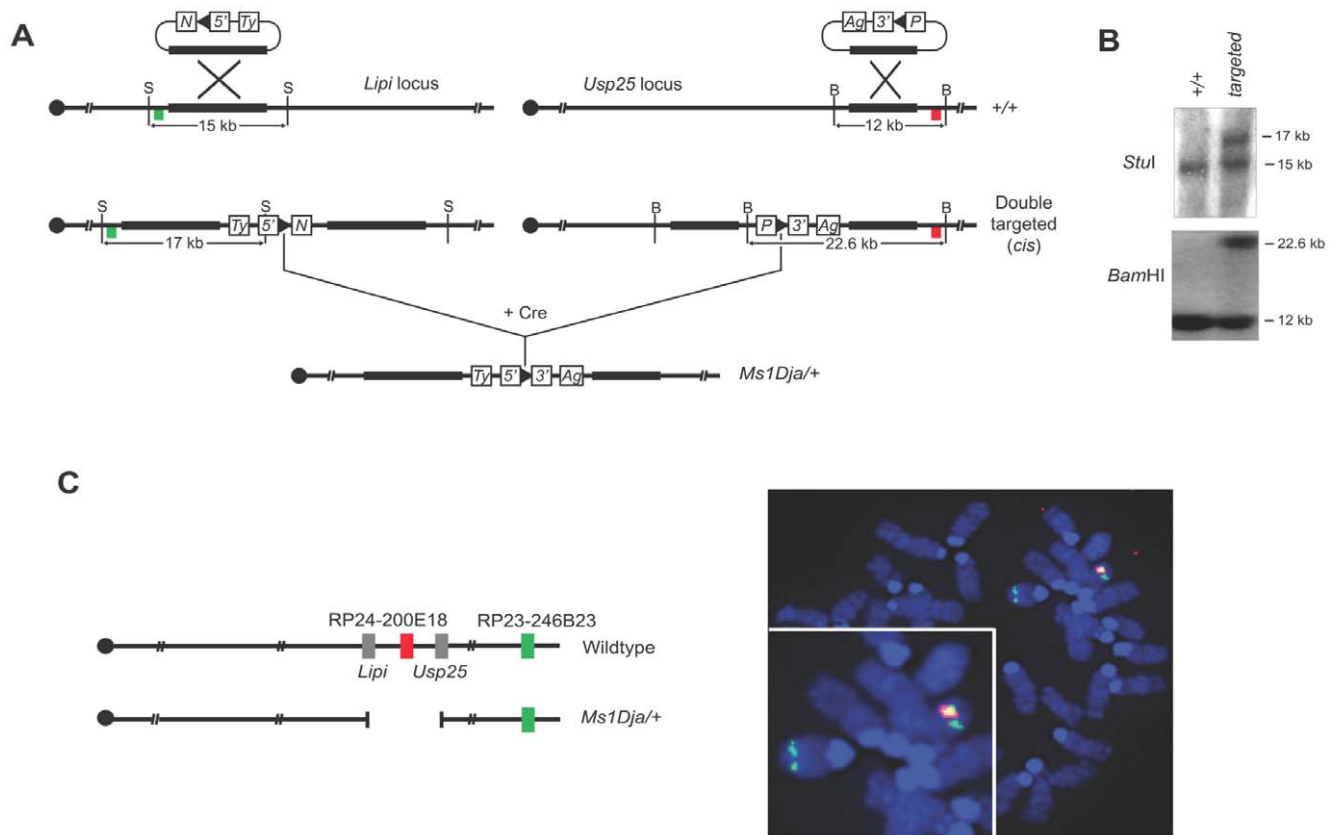 A
N 5' Ty
Ag 3' P
S S Lipi locus
Usp25 locus B B
+/+
15 kb
12 kb
S S S
Ty 5' N
17 kb
B B B
P 3' Ag
22.6 kb
Double
targeted
(cis)
+ Cre
Ty 5' 3' Ag
Ms1Dja/+
B
+/+ targeted
StuI
17 kb
15 kb
BamHI
22.6 kb
12 kb
C
RP24-200E18 RP23-246B23
Wildtype
Lipi Usp25
Ms1Dja/+